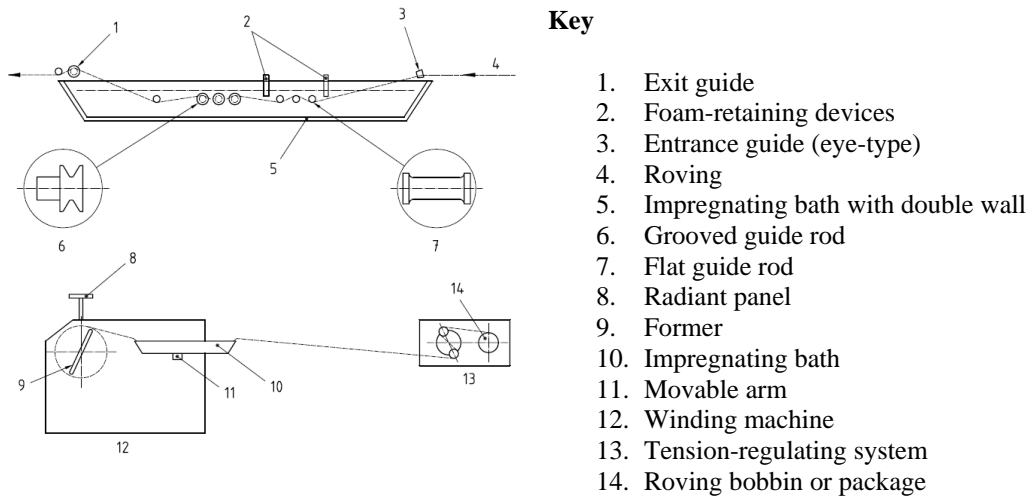 1
2
3
4
5
6
7
8
14
9
10
11
13
12
Key
1. Exit guide
2. Foam-retaining devices
3. Entrance guide (eye-type)
4. Roving
5. Impregnating bath with double wall
6. Grooved guide rod
7. Flat guide rod
8. Radiant panel
9. Former
10. Impregnating bath
11. Movable arm
12. Winding machine
13. Tension-regulating system
14. Roving bobbin or package